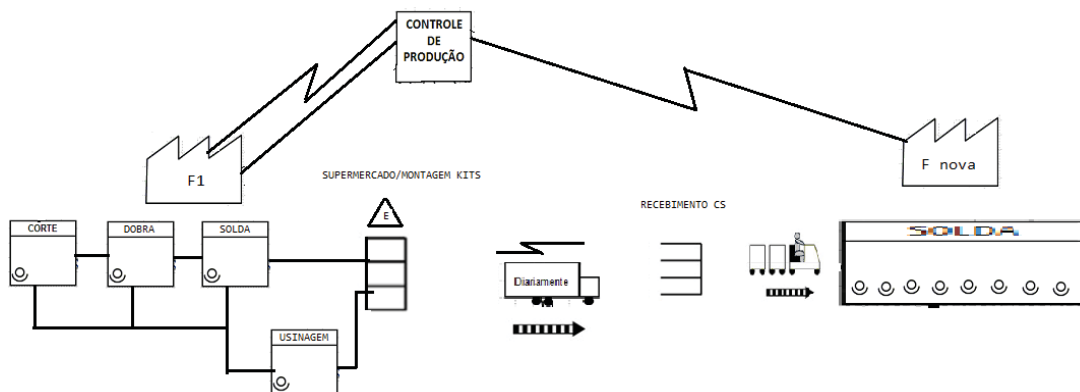 CONTROLE
DE
PRODUÇÃO
F1
F nova
SUPERMERCADO/MONTAGEM KITS
E
RECEBIMENTO CS
CORTE
DOBRA
SOLDA
SOLDA
Diariamente
USINAGEM